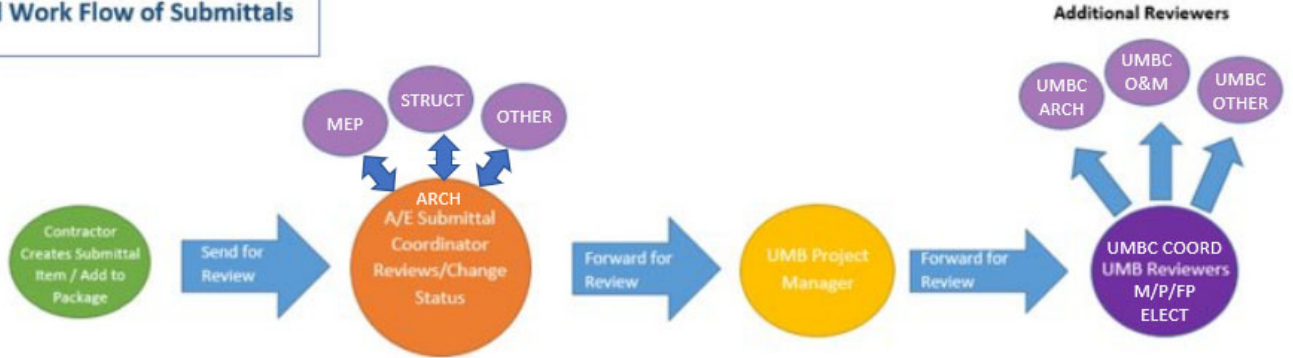 Work Flow of Submittals
Additional Reviewers
MEP
STRUCT
OTHER
UMBC
ARCH
UMBC
O&M
UMBC
OTHER
Contractor
Creates Submittal
Item / Add to
Package
Send for
Review
ARCH
A/E Submittal
Coordinator
Reviews/Change
Status
Forward for
Review
UMB Project
Manager
Forward for
Review
UMBC COORD
UMB Reviewers
M/P/FP
ELECT